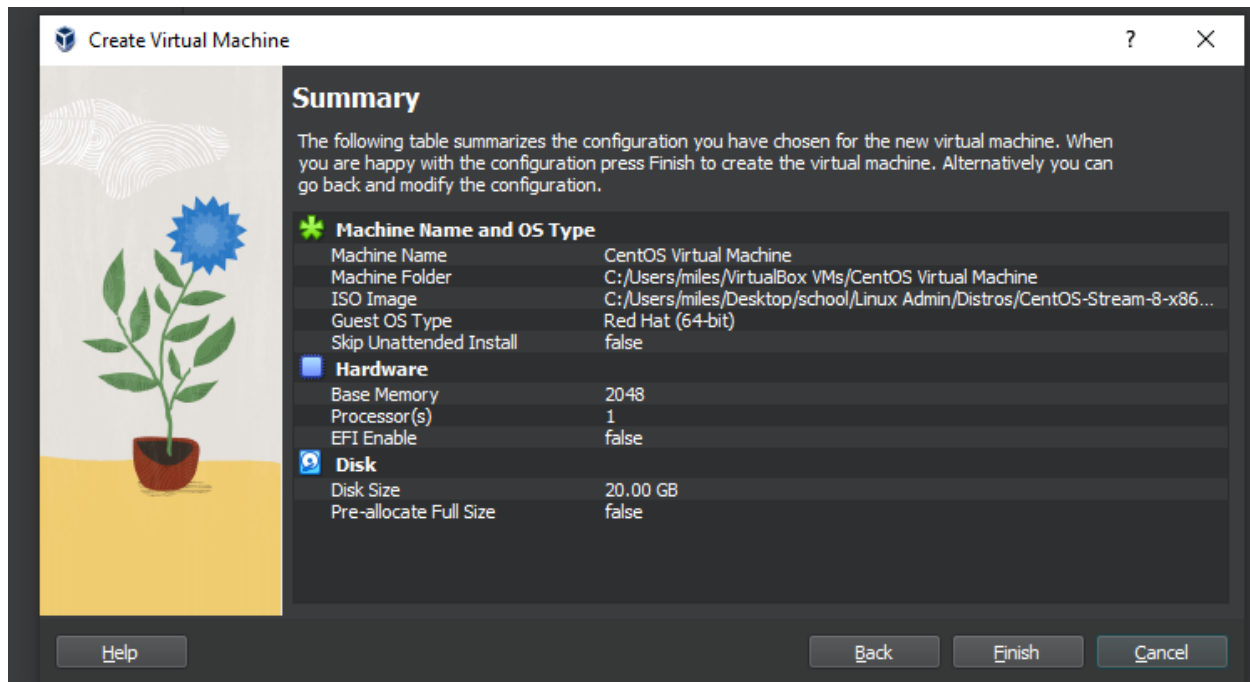 Create Virtual Machine ?
Summary
The following table summarizes the configuration you have chosen for the new virtual machine. When
you are happy with the configuration press Finish to create the virtual machine. Alternatively you can
go back and modify the configuration.
Machine Name and OS Type
Machine Name CentOS Virtual Machine
Machine Folder C:/Users/miles/VirtualBox VMs/CentOS Virtual Machine
ISO Image C:/Users/miles/Desktop/school/Linux Admin/Distros/CentOS-Stream-8-x86...
Guest OS Type Red Hat (64-bit)
Skip Unattended Install false
Hardware
Base Memory 2048
Processor(s) 1
EFI Enable false
Disk
Disk Size 20.00 GB
Pre-allocate Full Size false
Help Back Finish Cancel